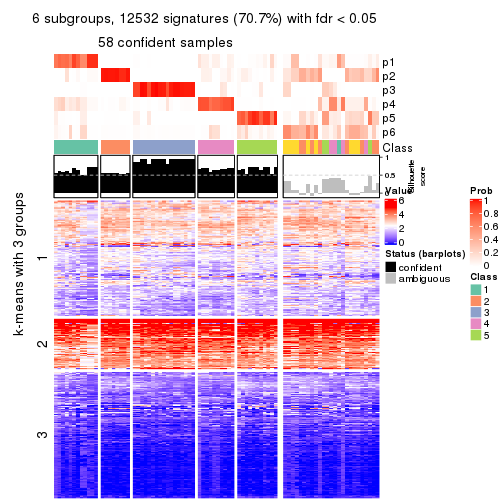 6 subgroups, 12532 signatures (70.7%) with fdr < 0.05
58 confident samples
p1
p2
p3
p4
p5
p6
Class
1
0.5
0
Silhouette
score
k-means with 3 groups
1
2
3
Value
6
4
2
0
Status (barplots)
confident
ambiguous
Prob
1
0.8
0.6
0.4
0.2
0
Class
1
2
3
4
5